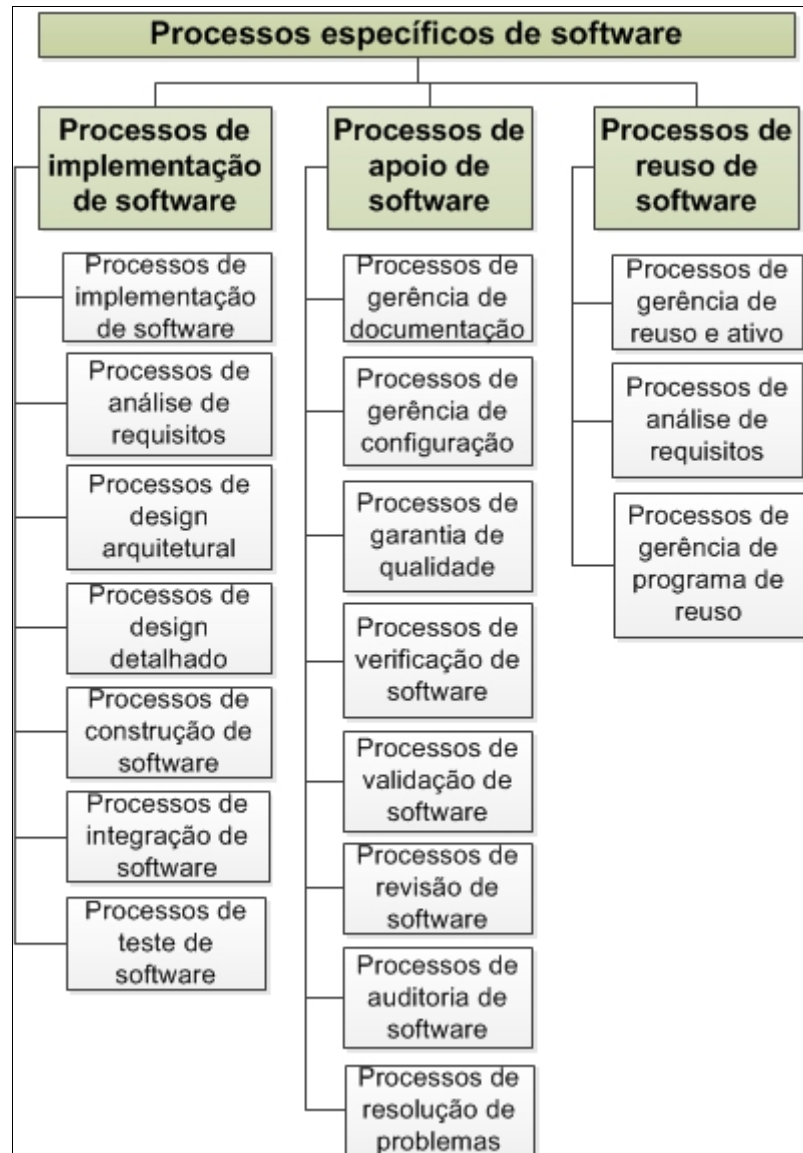 Processos específicos de software
Processos de
implementação
de software
Processos de
implementação
de software
Processos de
análise de
requisitos
Processos de
design
arquitetural
Processos de
design
detalhado
Processos de
construção de
software
Processos de
integração de
software
Processos de
teste de
software
Processos de
apoio de
software
Processos de
gerência de
documentação
Processos de
gerência de
configuração
Processos de
garantia de
qualidade
Processos de
verificação de
software
Processos de
validação de
software
Processos de
revisão de
software
Processos de
auditoria de
software
Processos de
resolução de
problemas
Processos de
reuso de
software
Processos de
gerência de
reuso e ativo
Processos de
análise de
requisitos
Processos de
gerência de
programa de
reuso